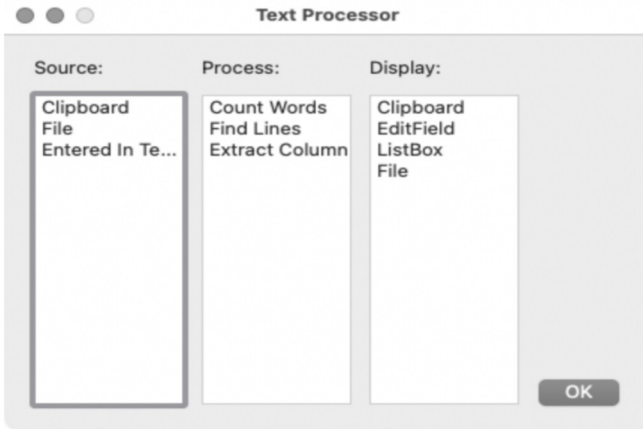 Text Processor
Source:
Process:
Display:
Clipboard
File
Entered In Te...
Count Words
Find Lines
Extract Column
Clipboard
EditField
ListBox
File
OK